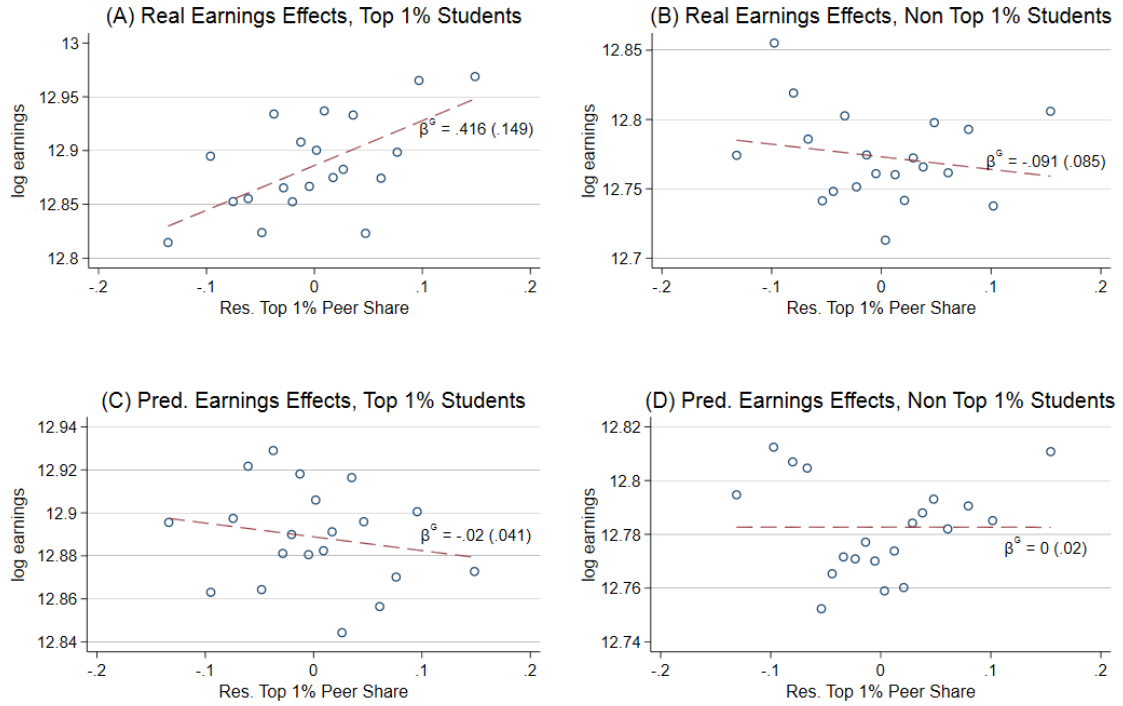 (A) Real Earnings Effects, Top 1% Students
13
12.95
12.9
12.85
12.8
log earnings
βᴳ = .416 (.149)
-.2 -.1 0 .1 .2
Res. Top 1% Peer Share
(B) Real Earnings Effects, Non Top 1% Students
12.85
12.8
12.75
12.7
log earnings
βᴳ = -.091 (.085)
-.2 -.1 0 .1 .2
Res. Top 1% Peer Share
(C) Pred. Earnings Effects, Top 1% Students
12.94
12.92
12.9
12.88
12.86
12.84
log earnings
βᴳ = -.02 (.041)
-.2 -.1 0 .1 .2
Res. Top 1% Peer Share
(D) Pred. Earnings Effects, Non Top 1% Students
12.82
12.8
12.78
12.76
12.74
log earnings
βᴳ = 0 (.02)
-.2 -.1 0 .1 .2
Res. Top 1% Peer Share